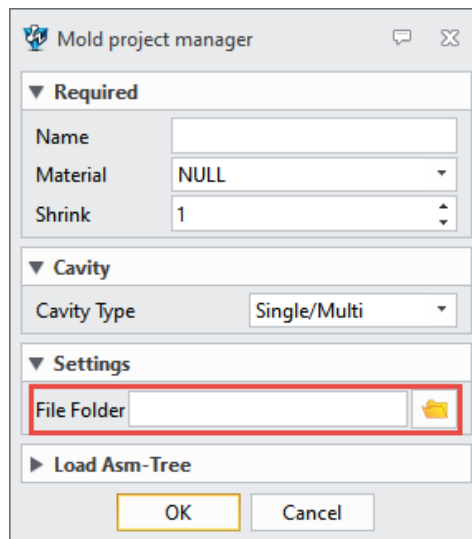 Mold project manager
Required
Name
Material NULL
Shrink 1
Cavity
Cavity Type Single/Multi
Settings
File Folder
Load Asm-Tree
OK Cancel